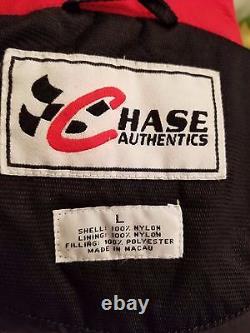 CHASE
AUTHENTICS
L
SHELL: 100% NYLON
LINING: 100% NYLON
FILLING: 100% POLYESTER
MADE IN MACAU